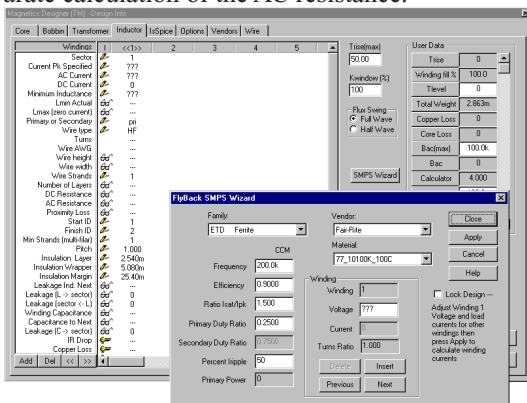 urate calculation of the AC resistance.
Magnetics Designer (TM) - Design Info
Core Bobbin Transformer Inductor IsSpice Options Vendors Wire
Windings 1 <<1>> 2 3 4 5
Sector 1
Current Pk Specified ???
AC Current ???
DC Current 0
Minimum Inductance ???
Lmin Actual ...
Lmax (zero current) ...
Primary or Secondary pri
Wire type HF
Turns ...
Wire AWG ...
Wire height ...
Wire width ...
Wire Strands 1
Number of Layers ...
DC Resistance ...
AC Resistance ...
Proximity Loss ...
Start ID 1
Finish ID 2
Min Strands (multi-filar) 1
Pitch 1.000
Insulation Layer 2.540m
Insulation Wrapper 5.080m
Insulation Margin 25.40m
Leakage Ind. Next ...
Leakage (L -> sector) 0
Leakage (sector <- L) 0
Winding Capacitance ...
Capacitance to Next ...
Leakage (C -> sector) 0
IR Drop ...
Copper Loss ...
Add Del << >>
Trise(max)
50.00
Kwindow (%)
100
Flux Swing
Full Wave
Half Wave
SMPS Wizard
User Data
Trise 0
Winding fill % 100.0
Tlevel 0
Total Weight 2.863m
Copper Loss 0
Core Loss 0
Bac(max) 100.0k
Bac 0
Calculator 4.000
FlyBack SMPS Wizard
Family:
ETD Ferrite
Vendor:
Fair-Rite
Material:
77_10100K_100C
CCM
Frequency 200.0k
Efficiency 0.9000
Ratio Isat/Ipk 1.500
Primary Duty Ratio 0.2500
Secondary Duty Ratio 0.7500
Percent Iripple 50
Primary Power 0
Winding
Winding 1
Voltage ???
Current 0
Turns Ratio 1.000
Delete Insert
Previous Next
Close
Apply
Cancel
Help
Lock Design ---
Adjust Winding 1
Voltage and load
currents for other
windings then
press Apply to
calculate winding
currents